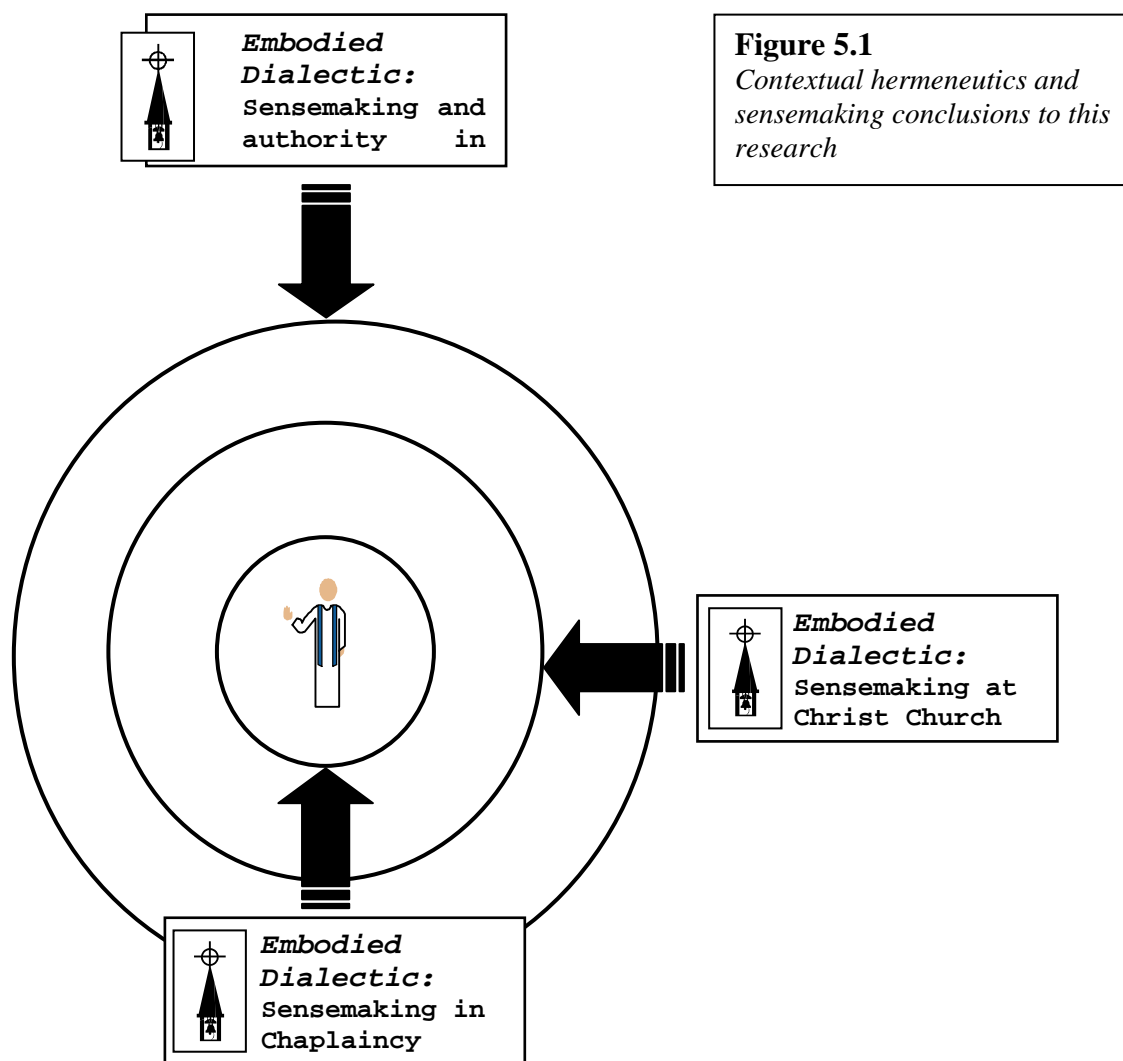 Embodied
Dialectic:
Sensemaking and
authority in
Figure 5.1
Contextual hermeneutics and
sensemaking conclusions to this
research
Embodied
Dialectic:
Sensemaking at
Christ Church
Embodied
Dialectic:
Sensemaking in
Chaplaincy